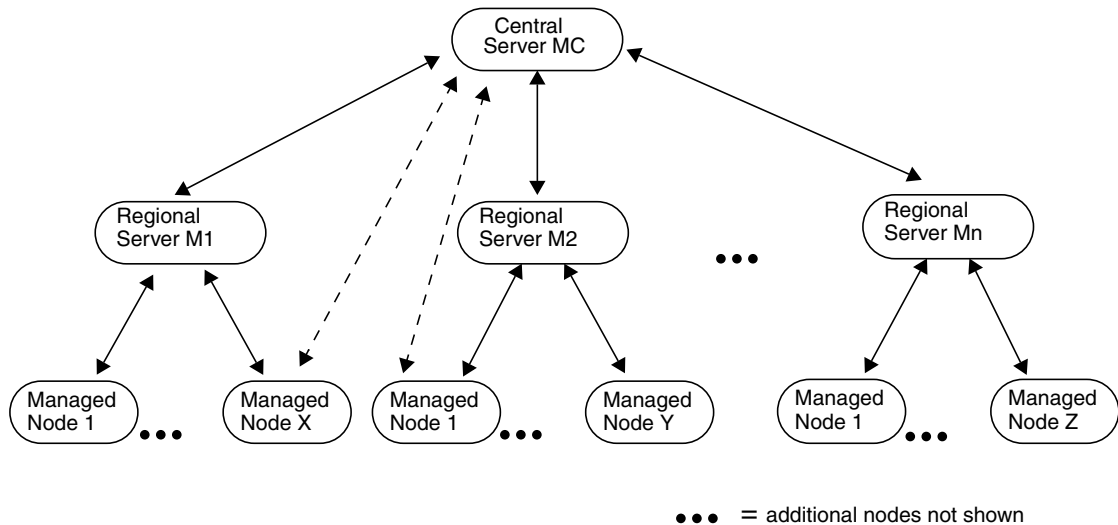 Central
Server MC
Regional
Server M1
Regional
Server M2
Regional
Server Mn
Managed
Node 1
Managed
Node X
Managed
Node 1
Managed
Node Y
Managed
Node 1
Managed
Node Z
= additional nodes not shown